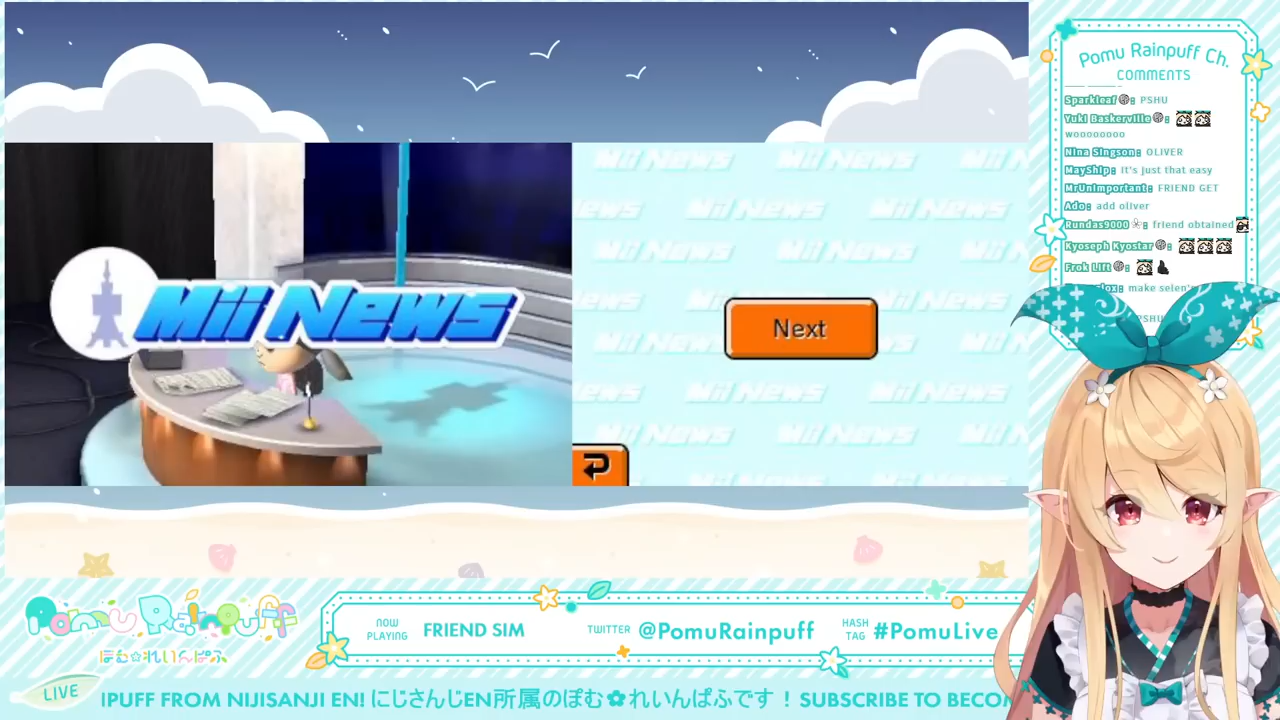 Pomu Rainpuff Ch.
COMMENTS
Sparkleaf: PSHU
Yuki Baskerville:
woooooooo
Nina Singson: OLIVER
MayShip: It's just that easy
MrUnimportant: FRIEND GET
Ado: add oliver
Rundas9000: friend obtained
Kyoseph Kyostar:
Frok Lift:
make selen's
PSHU
Mii News
Next
Pomu Rainpuff
ぽむ☆れいんぱふ
NOW
PLAYING
FRIEND SIM
TWITTER @PomuRainpuff
HASH
TAG
#PomuLive
LIVE
IPUFF FROM NIJISANJI EN! にじさんじEN所属のぽむ✿れいんぱふです！SUBSCRIBE TO BECOM